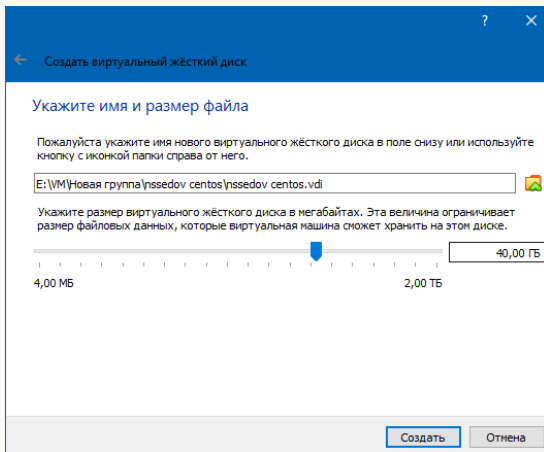 ?
Создать виртуальный жёсткий диск
Укажите имя и размер файла
Пожалуйста укажите имя нового виртуального жёсткого диска в поле снизу или используйте
кнопку с иконкой папки справа от него.
E:\VM\Новая группа\nssedov centos\nssedov centos.vdi
Укажите размер виртуального жёсткого диска в мегабайтах. Эта величина ограничивает
размер файловых данных, которые виртуальная машина сможет хранить на этом диске.
40,00 ГБ
4,00 МБ 2,00 ТБ
Создать Отмена